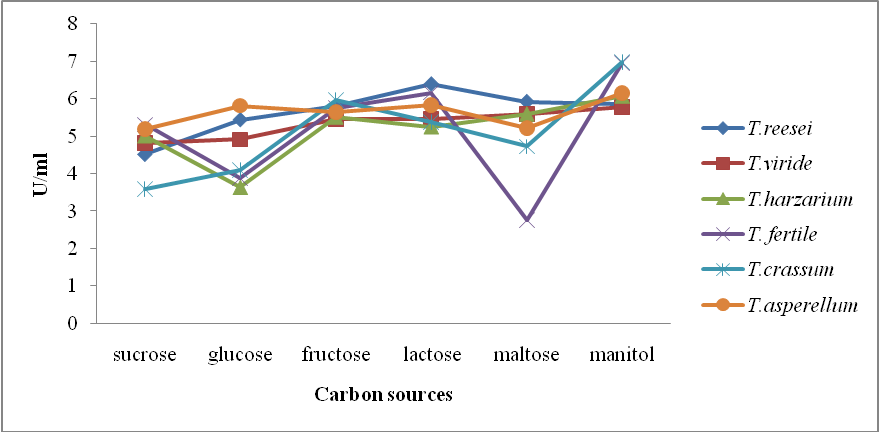 8
7
6
5
4
3
2
1
0
U/ml
sucrose glucose fructose lactose maltose manitol
Carbon sources
T.reesei
T.viride
T.harzarium
T. fertile
T.crassum
T.asperellum